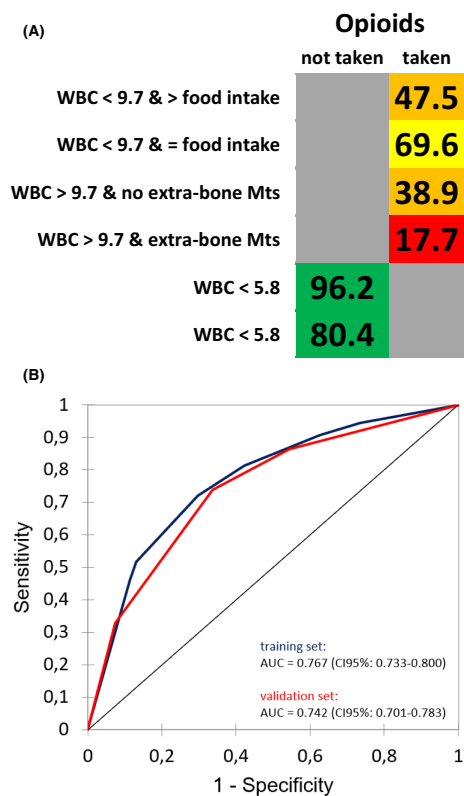 (A)
Opioids
not taken taken
WBC < 9.7 & > food intake 47.5
WBC < 9.7 & = food intake 69.6
WBC > 9.7 & no extra-bone Mts 38.9
WBC > 9.7 & extra-bone Mts 17.7
WBC < 5.8 96.2
WBC < 5.8 80.4
(B)
1
0,9
0,8
0,7
0,6
0,5
0,4
0,3
0,2
0,1
0
Sensitivity
training set:
AUC = 0.767 (CI95%: 0.733-0.800)
validation set:
AUC = 0.742 (CI95%: 0.701-0.783)
0 0,2 0,4 0,6 0,8 1
1 - Specificity